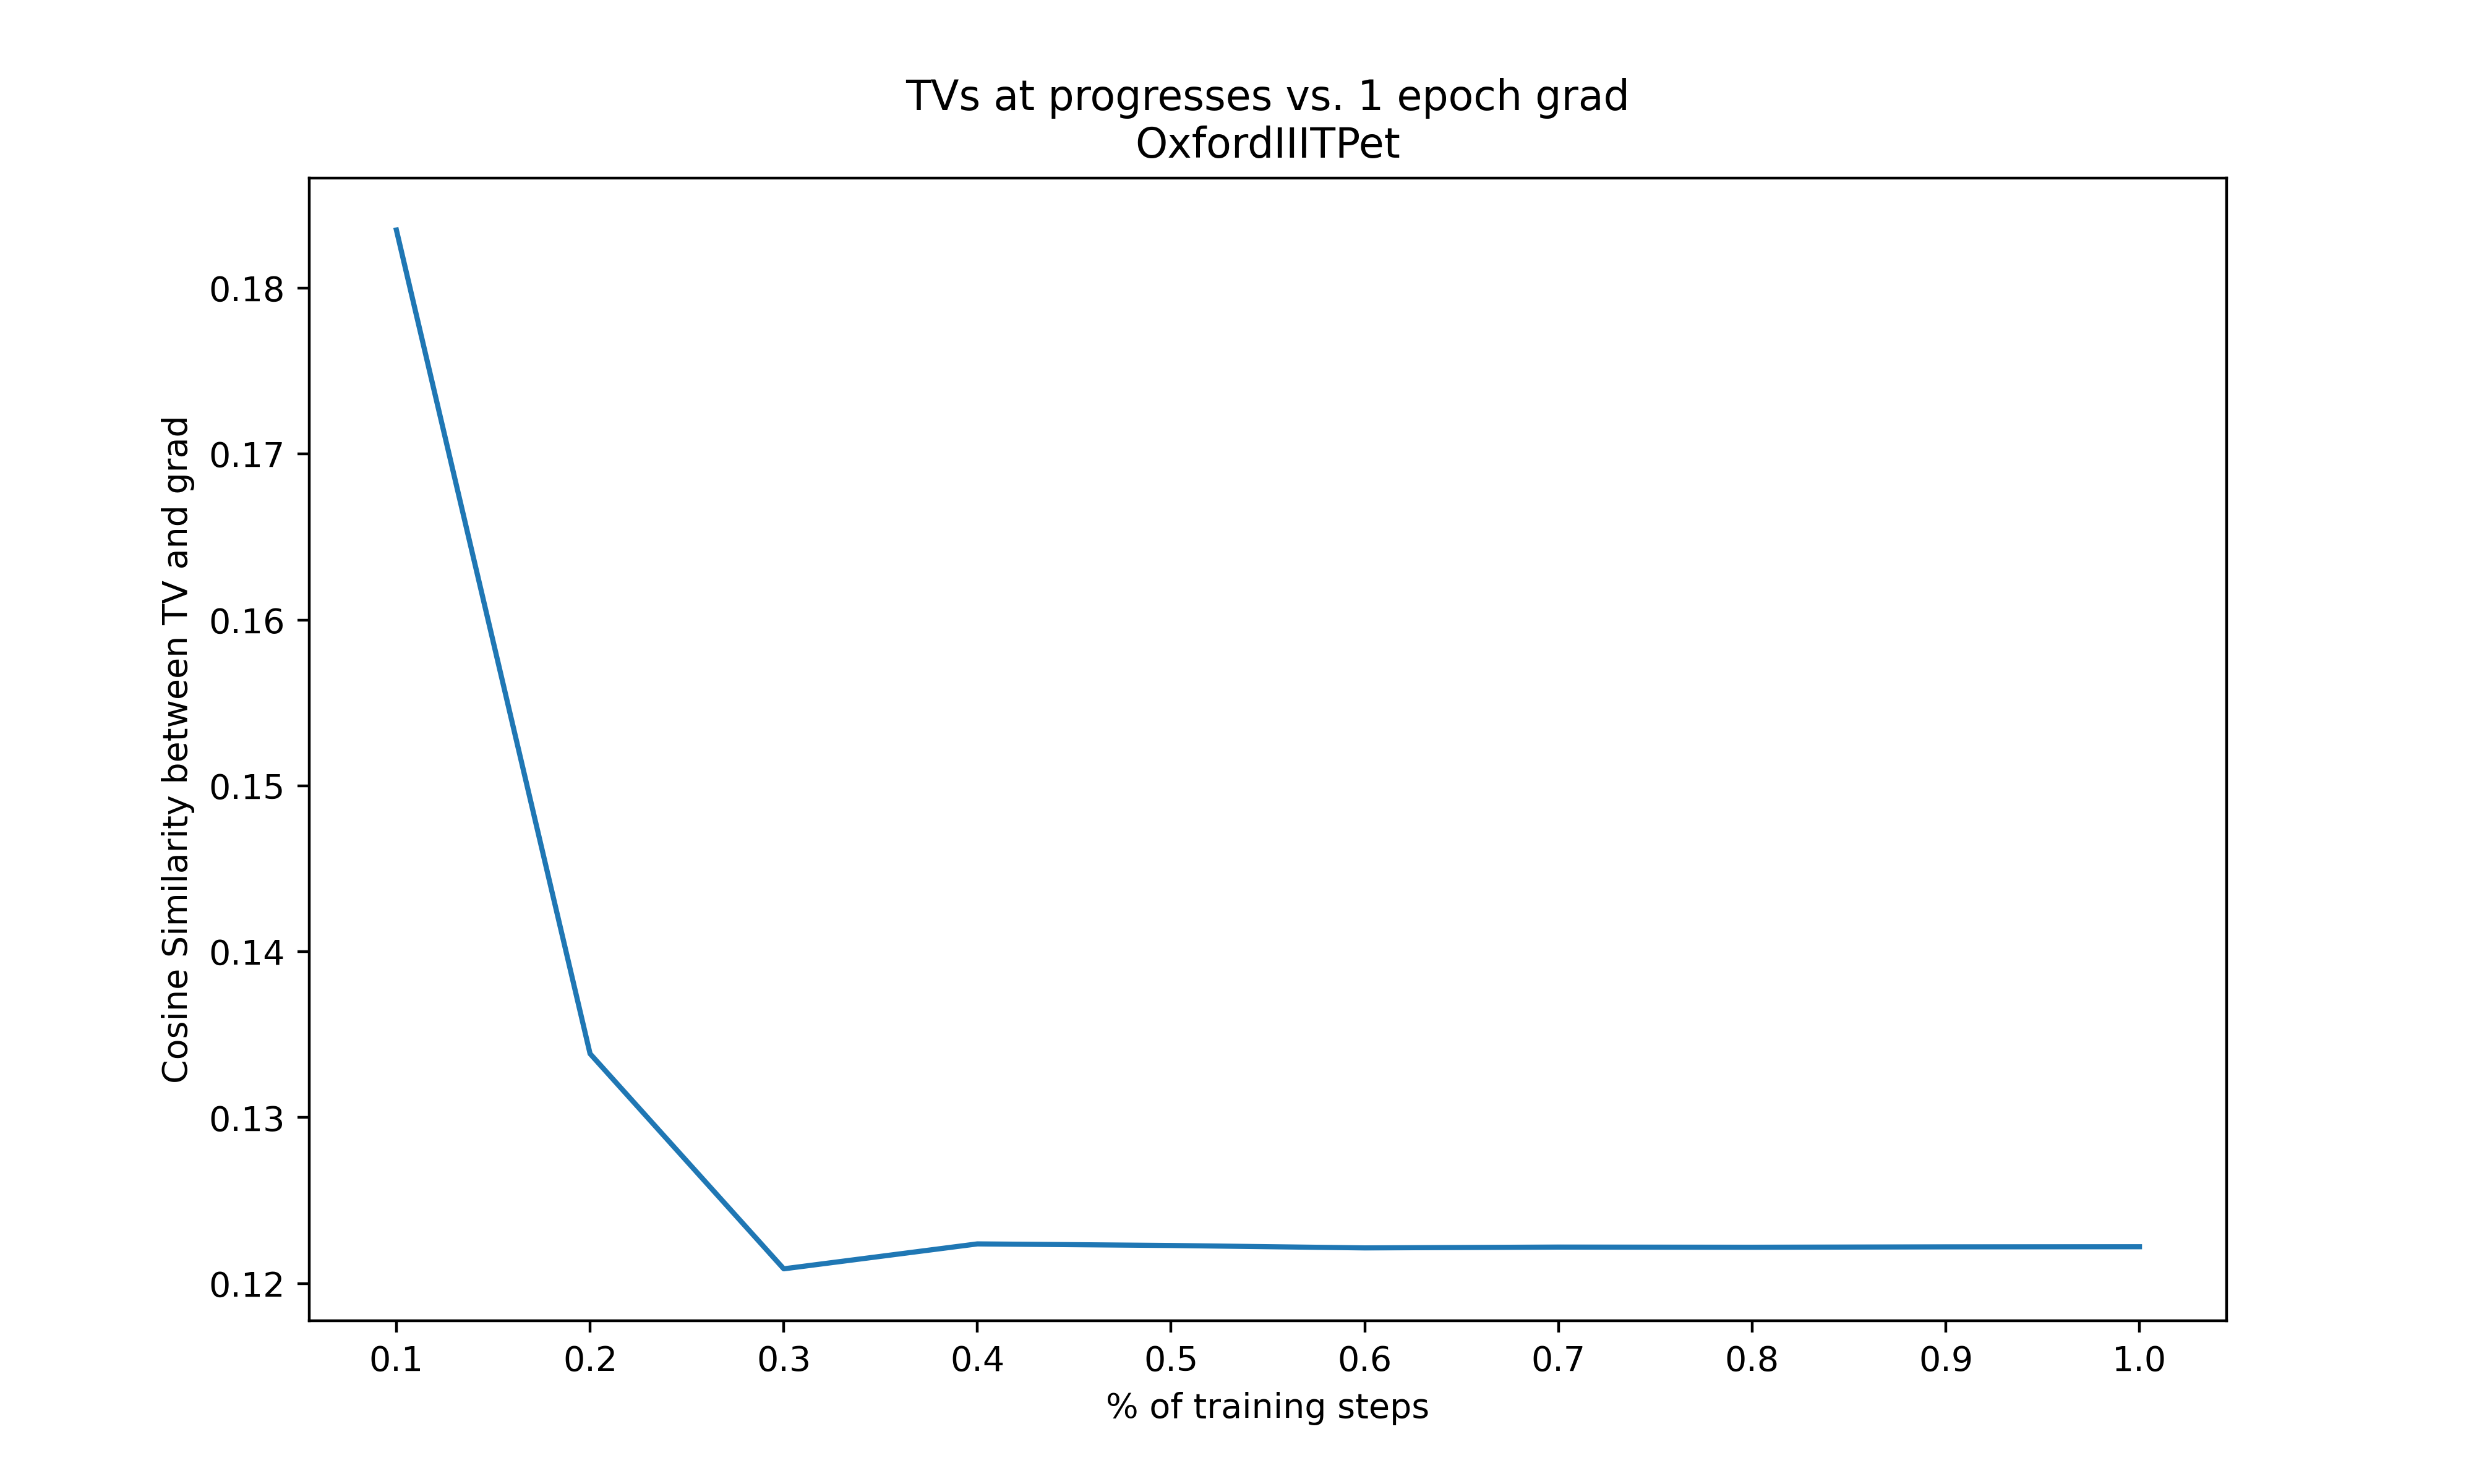 TVs at progresses vs. 1 epoch grad
OxfordIIITPet
Cosine Similarity between TV and grad
0.18
0.17
0.16
0.15
0.14
0.13
0.12
0.1 0.2 0.3 0.4 0.5 0.6 0.7 0.8 0.9 1.0
% of training steps